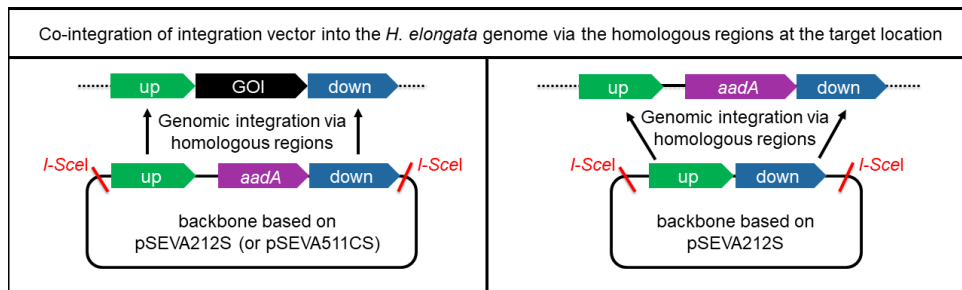 Co-integration of integration vector into the H. elongata genome via the homologous regions at the target location
up GOI down
Genomic integration via
homologous regions
I-SceI I-SceI
up aadA down
backbone based on
pSEVA212S (or pSEVA511CS)
up aadA down
Genomic integration via
homologous regions
I-SceI I-SceI
up down
backbone based on
pSEVA212S